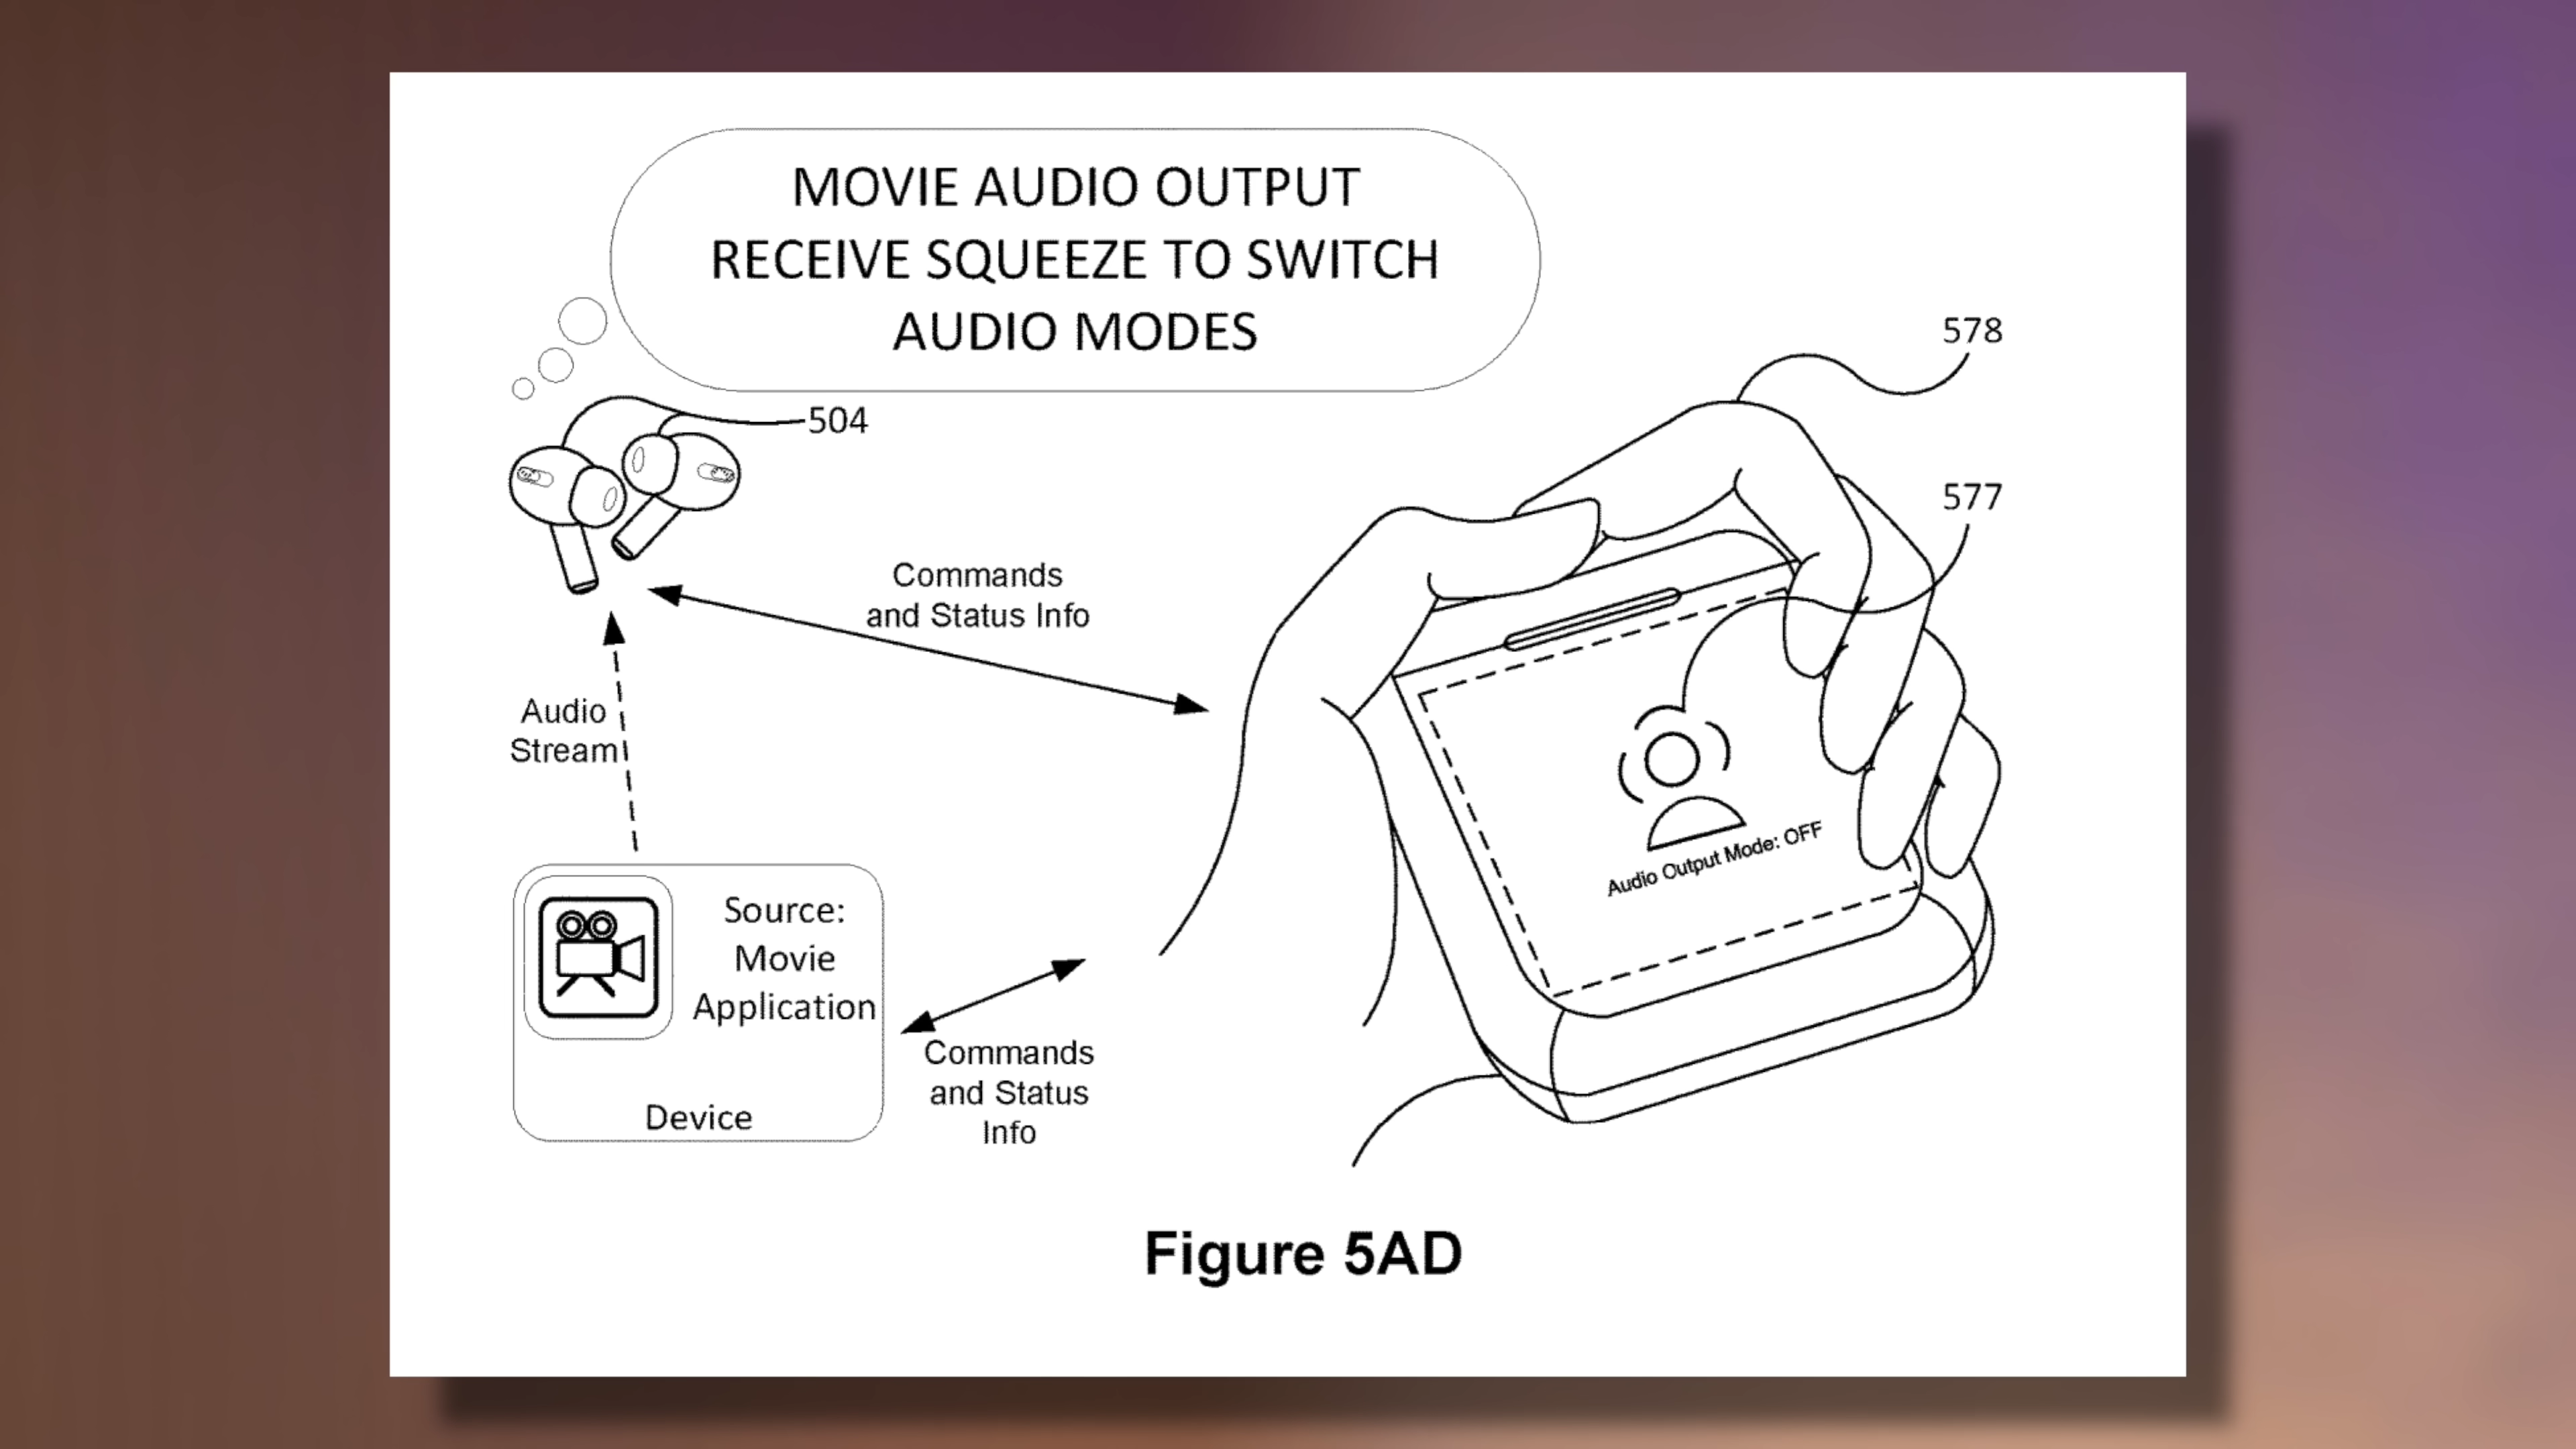 MOVIE AUDIO OUTPUT
RECEIVE SQUEEZE TO SWITCH
AUDIO MODES
578
504
577
Commands
and Status Info
Audio
Stream
Audio Output Mode: OFF
Source:
Movie
Application
Device
Commands
and Status
Info
Figure 5AD